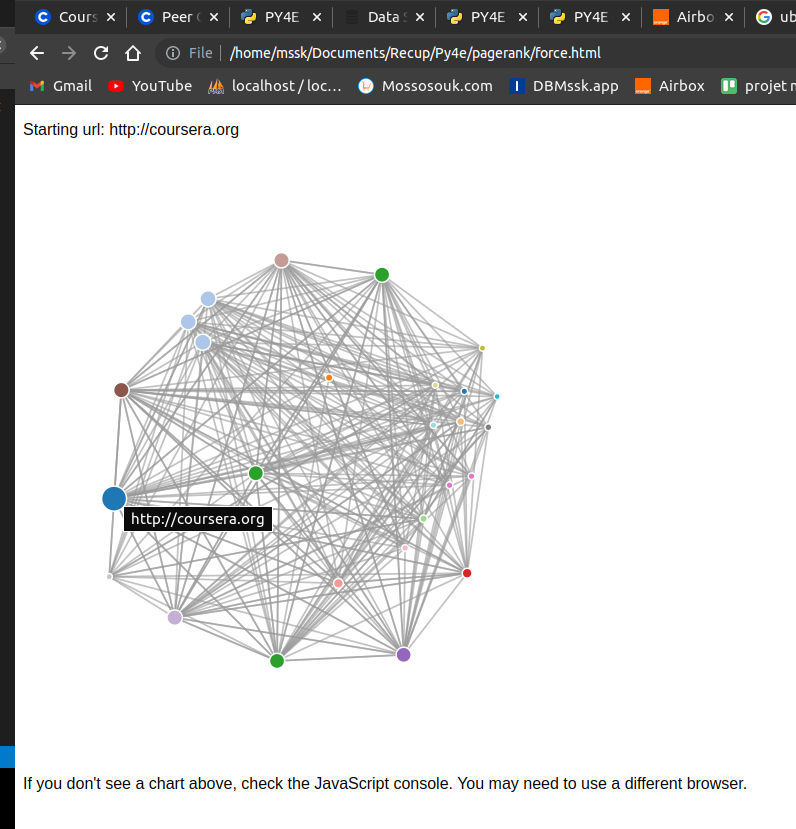 Cours Peer PY4E Data PY4E PY4E Airbo ub
File /home/mssk/Documents/Recup/Py4e/pagerank/force.html
Gmail YouTube localhost / loc… Mossosouk.com DBMssk.app Airbox projet
Starting url: http://coursera.org
http://coursera.org
If you don't see a chart above, check the JavaScript console. You may need to use a different browser.